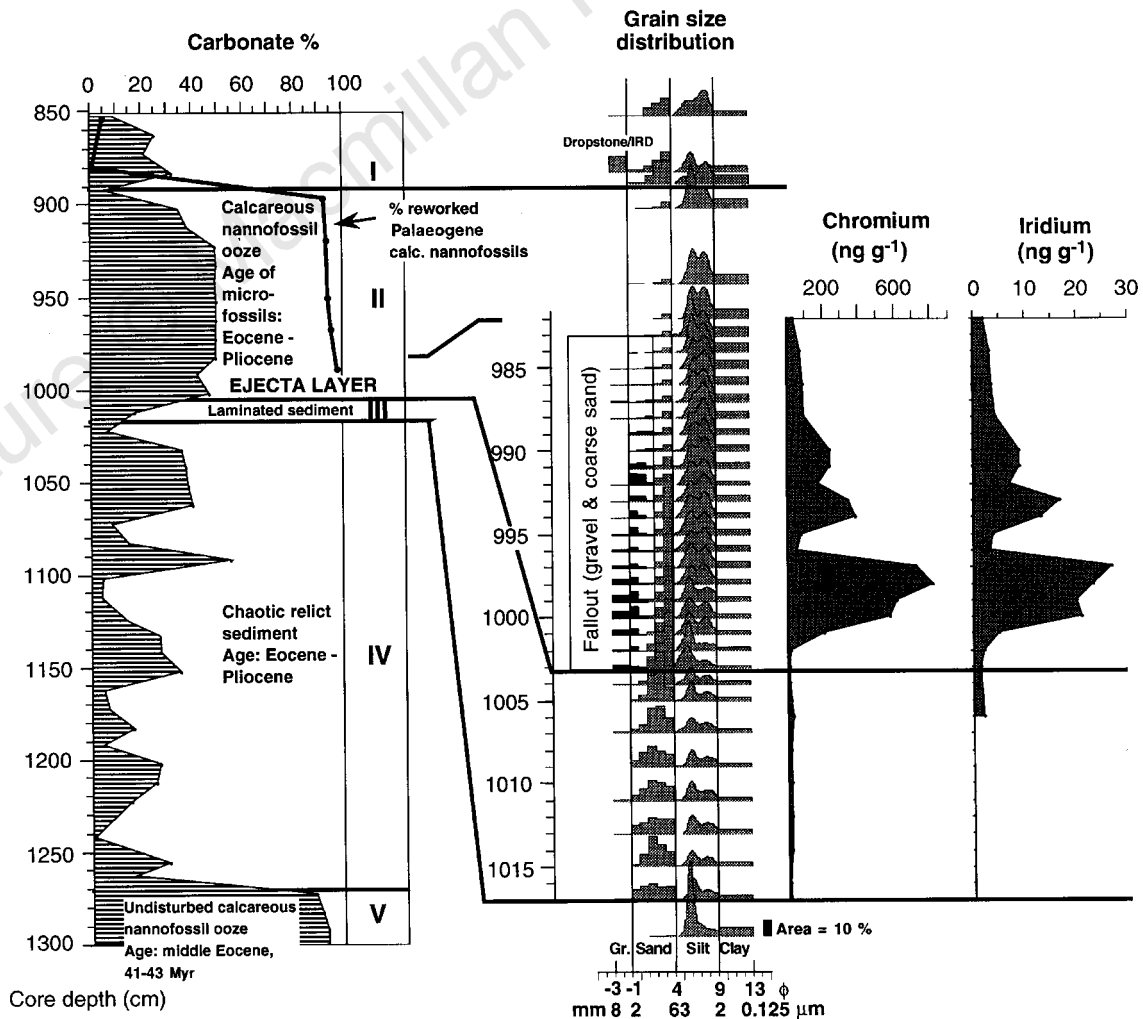 Grain size
distribution
Carbonate %
0 20 40 60 80 100
850
900
950
1000
1050
1100
1150
1200
1250
1300
Core depth (cm)
I
Calcareous
nannofossil
ooze
Age of
micro-
fossils:
Eocene -
Pliocene
% reworked
Palaeogene
calc. nannofossils
II
EJECTA LAYER
Laminated sediment
III
Chaotic relict
sediment
Age: Eocene -
Pliocene
IV
Undisturbed calcareous
nannofossil ooze
Age: middle Eocene,
41-43 Myr
V
Dropstone/IRD
985
990
995
1000
1005
1010
1015
Fallout (gravel & coarse sand)
Area = 10 %
Gr. Sand Silt Clay
-3 -1 4 9 13 ϕ
mm 8 2 63 2 0.125 μm
Chromium
(ng g-1)
200 600
Iridium
(ng g-1)
0 10 20 30
ure © Macmillan